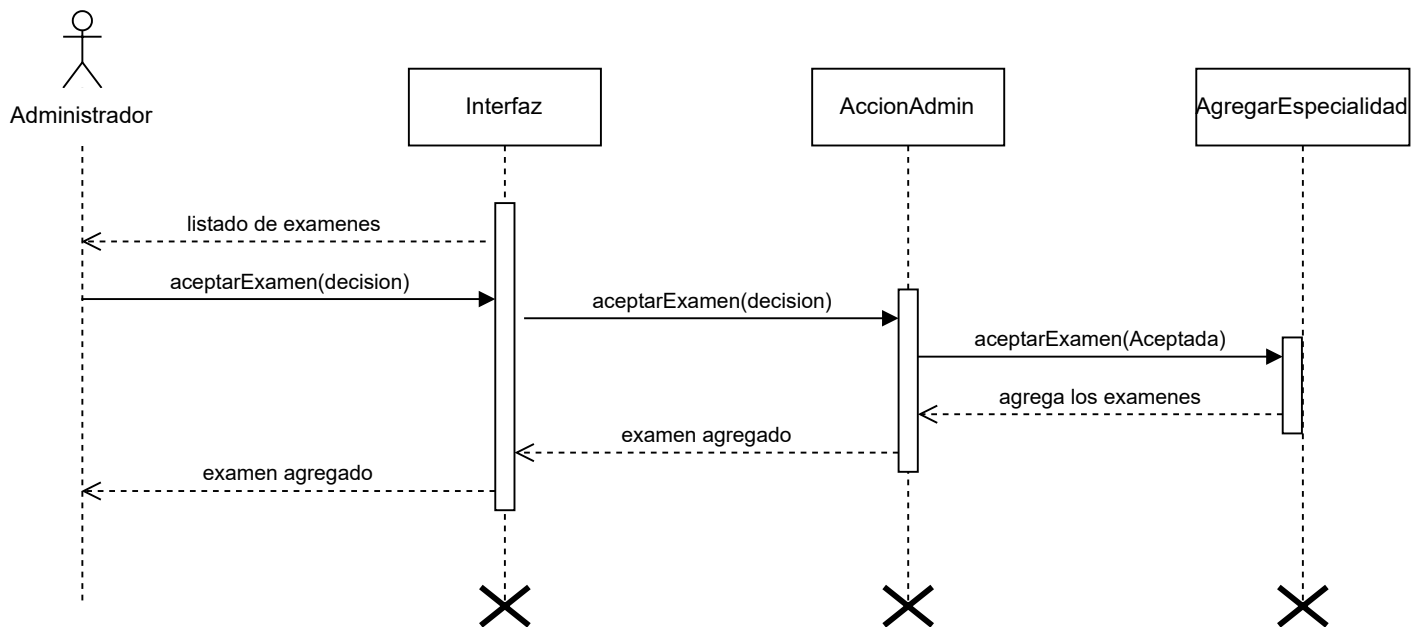 Administrador
Interfaz
AccionAdmin
AgregarEspecialidad
listado de examenes
aceptarExamen(decision)
aceptarExamen(decision)
aceptarExamen(Aceptada)
agrega los examenes
examen agregado
examen agregado